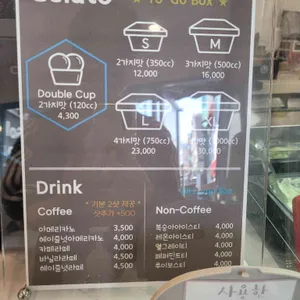 Gelato
★ To Go Box ★
S
M
2가지맛 (350cc)
12,000
3가지맛 (500cc)
16,000
Double Cup
2가지맛 (120cc)
4,300
L
XL
4가지맛 (750cc)
23,000
30,000
Drink
* 기본 2샷 제공 *
Coffee
샷추가 +500
Non-Coffee
아메리카노 3,500
헤이즐넛아메리카노 4,000
카페라떼 4,000
바닐라라떼 4,500
헤이즐넛라떼 4,500
복숭아아이스티 4,000
레몬아이스티 4,000
얼그레이티 4,000
페퍼민트티 4,000
루이보스티 4,000